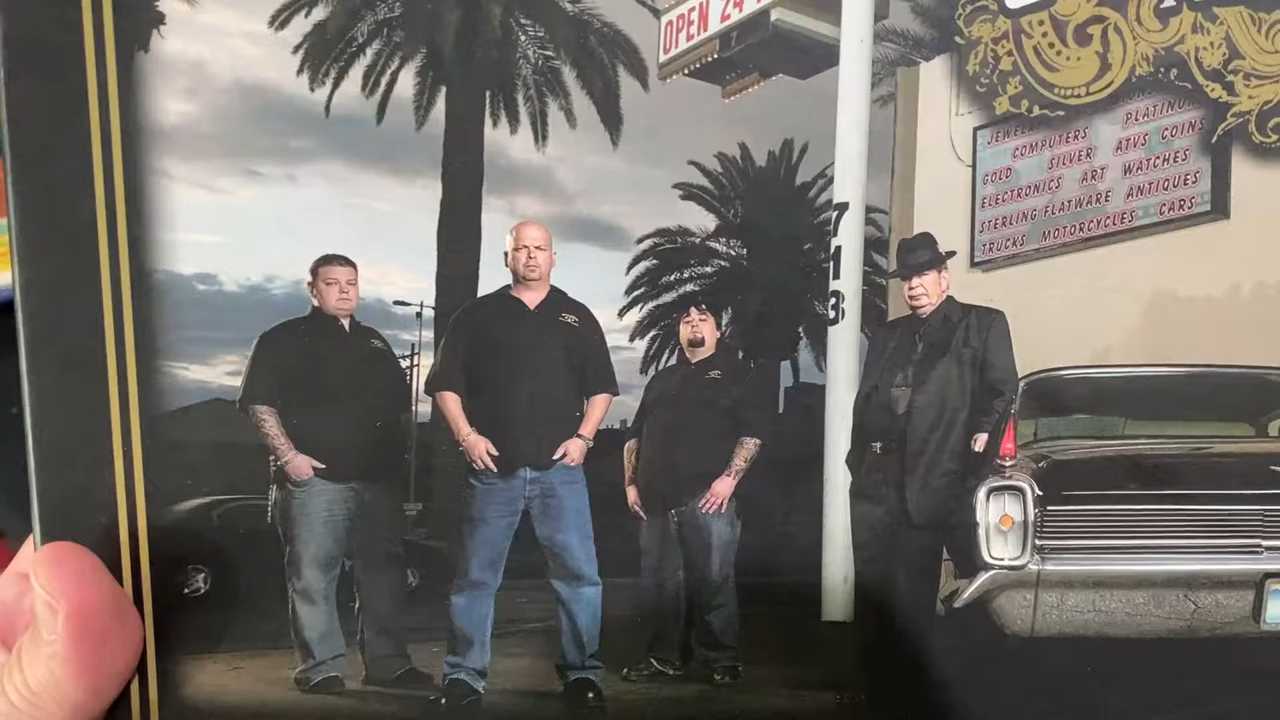 OPEN 24
JEWELRY PLATINUM
COMPUTERS
GOLD SILVER ATVS COINS
ELECTRONICS ART WATCHES
STERLING FLATWARE ANTIQUES
TRUCKS MOTORCYCLES CARS
713